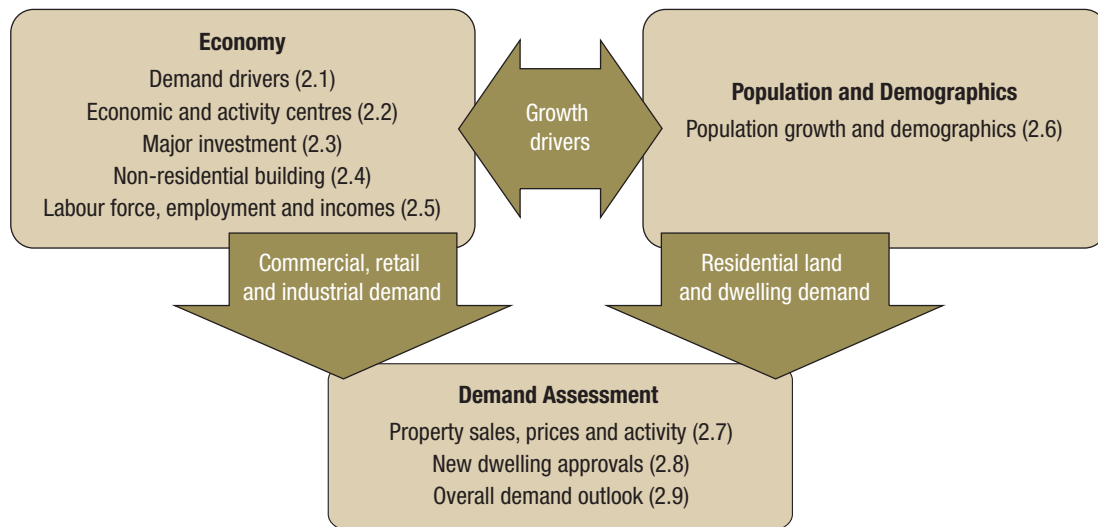 Economy
Demand drivers (2.1)
Economic and activity centres (2.2)
Major investment (2.3)
Non-residential building (2.4)
Labour force, employment and incomes (2.5)
Growth
drivers
Population and Demographics
Population growth and demographics (2.6)
Commercial, retail
and industrial demand
Residential land
and dwelling demand
Demand Assessment
Property sales, prices and activity (2.7)
New dwelling approvals (2.8)
Overall demand outlook (2.9)